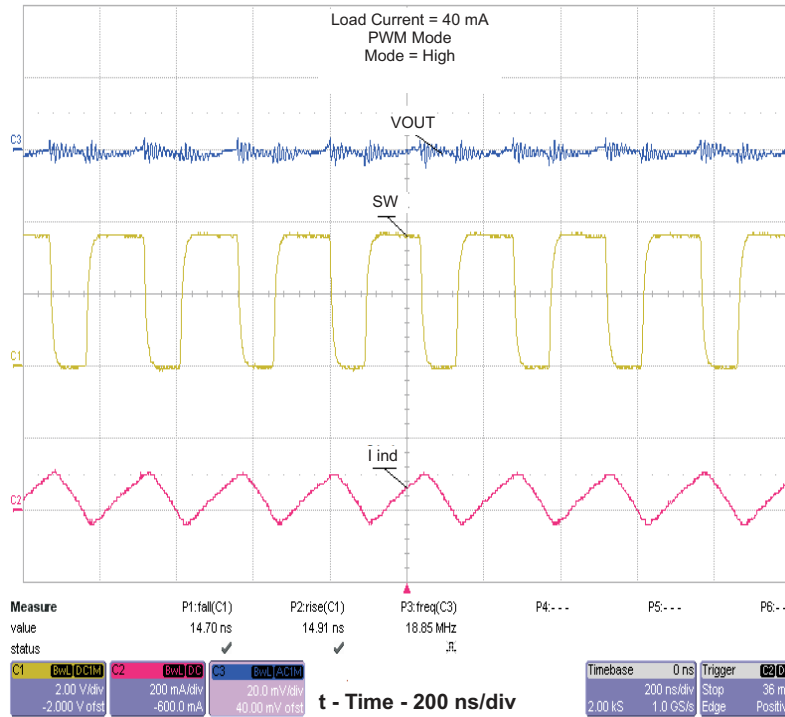 Load Current = 40 mA
PWM Mode
Mode = High
VOUT
C3
SW
C1
I ind
C2
Measure P1:fall(C1) P2:rise(C1) P3:freq(C3) P4:- - - P5:- - - P6:- -
value 14.70 ns 14.91 ns 18.85 MHz
status
C1 BwL DC1M
2.00 V/div
-2.000 V ofst
C2 BwL DC
200 mA/div
-600.0 mA
C3 BwL AC1M
20.0 mV/div
40.00 mV ofst
t - Time - 200 ns/div
Timebase 0 ns
200 ns/div
2.00 kS 1.0 GS/s
Trigger C2 D
Stop 36 m
Edge Positiv